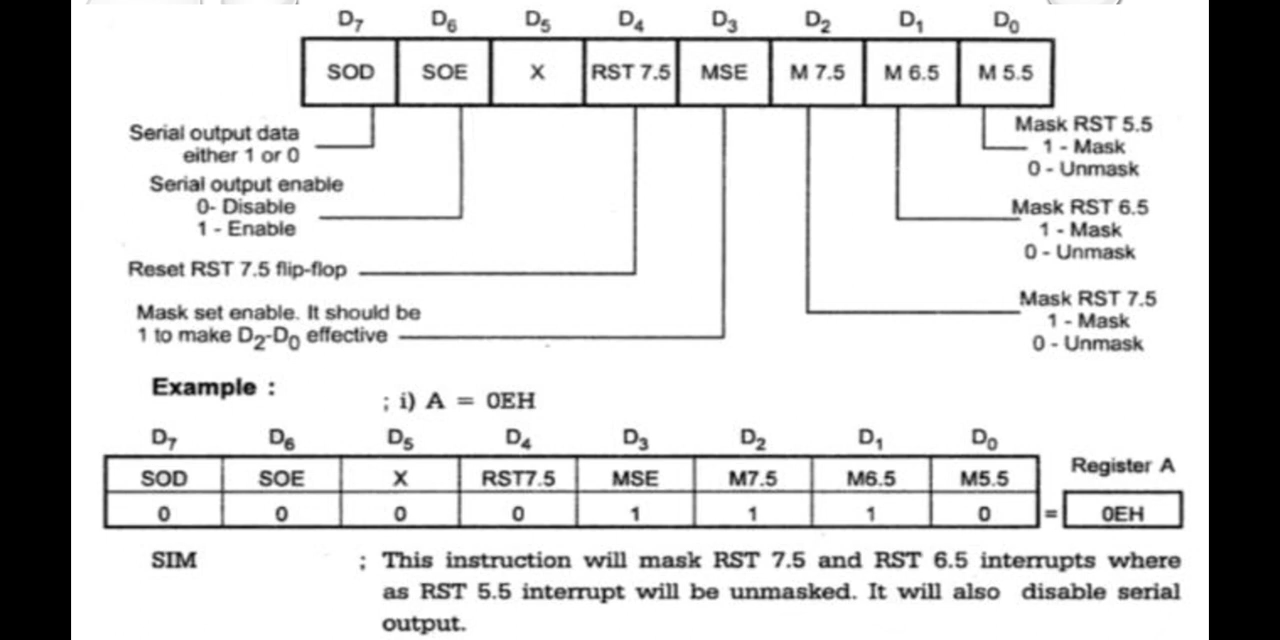 D7 D6 D5 D4 D3 D2 D1 D0
SOD SOE X RST 7.5 MSE M 7.5 M 6.5 M 5.5
Serial output data
either 1 or 0
Serial output enable
0- Disable
1 - Enable
Reset RST 7.5 flip-flop
Mask set enable. It should be
1 to make D2-D0 effective
Mask RST 5.5
1 - Mask
0 - Unmask
Mask RST 6.5
1 - Mask
0 - Unmask
Mask RST 7.5
1 - Mask
0 - Unmask
Example :
; i) A = 0EH
D7 D6 D5 D4 D3 D2 D1 D0
SOD SOE X RST7.5 MSE M7.5 M6.5 M5.5 Register A
0 0 0 0 1 1 1 0 = 0EH
SIM ; This instruction will mask RST 7.5 and RST 6.5 interrupts where
as RST 5.5 interrupt will be unmasked. It will also disable serial
output.